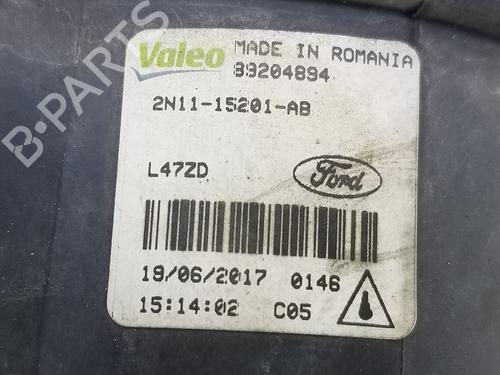 Valeo
MADE IN ROMANIA
89204894
2N11-15201-AB
L47ZD
Ford
19/06/2017 0146
15:14:02 C05
B-PARTS